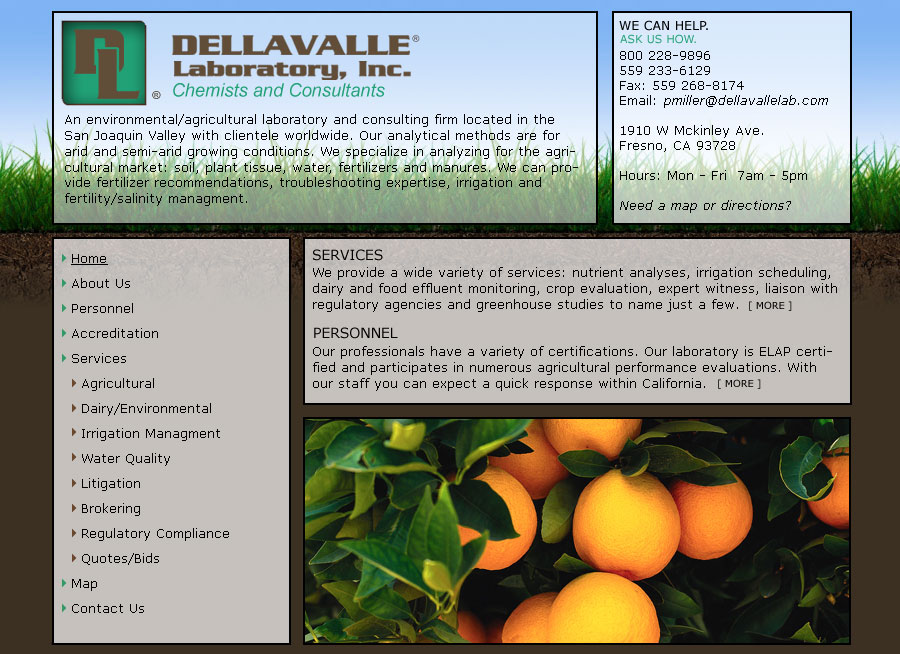 DL
®
DELLAVALLE®
Laboratory, Inc.
Chemists and Consultants
An environmental/agricultural laboratory and consulting firm located in the
San Joaquin Valley with clientele worldwide. Our analytical methods are for
arid and semi-arid growing conditions. We specialize in analyzing for the agri-
cultural market: soil, plant tissue, water, fertilizers and manures. We can pro-
vide fertilizer recommendations, troubleshooting expertise, irrigation and
fertility/salinity managment.
WE CAN HELP.
ASK US HOW.
800 228-9896
559 233-6129
Fax: 559 268-8174
Email: pmiller@dellavallelab.com
1910 W Mckinley Ave.
Fresno, CA 93728
Hours: Mon - Fri 7am - 5pm
Need a map or directions?
Home
About Us
Personnel
Accreditation
Services
Agricultural
Dairy/Environmental
Irrigation Managment
Water Quality
Litigation
Brokering
Regulatory Compliance
Quotes/Bids
Map
Contact Us
SERVICES
We provide a wide variety of services: nutrient analyses, irrigation scheduling,
dairy and food effluent monitoring, crop evaluation, expert witness, liaison with
regulatory agencies and greenhouse studies to name just a few. [ MORE ]
PERSONNEL
Our professionals have a variety of certifications. Our laboratory is ELAP certi-
fied and participates in numerous agricultural performance evaluations. With
our staff you can expect a quick response within California. [ MORE ]